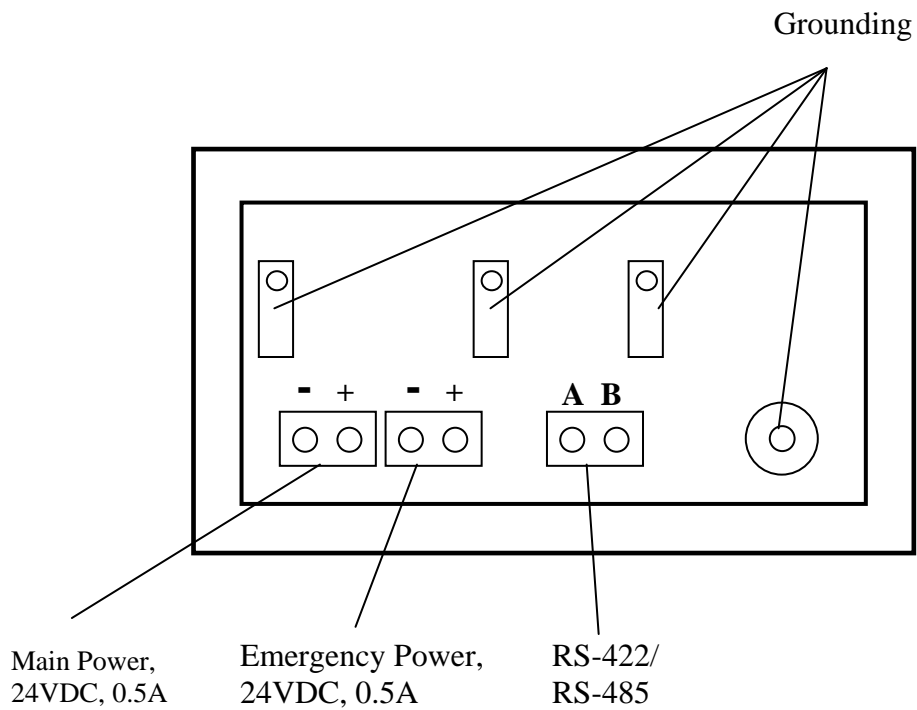 Grounding
- + - +
A B
Main Power,
24VDC, 0.5A
Emergency Power,
24VDC, 0.5A
RS-422/
RS-485